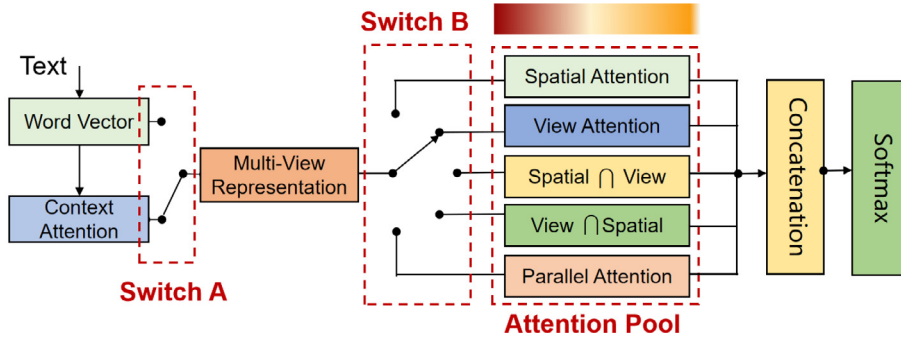 Switch B
Text
Word Vector
Context
Attention
Switch A
Multi-View
Representation
Spatial Attention
View Attention
Spatial ⋂ View
View ⋂Spatial
Parallel Attention
Attention Pool
Concatenation
Softmax